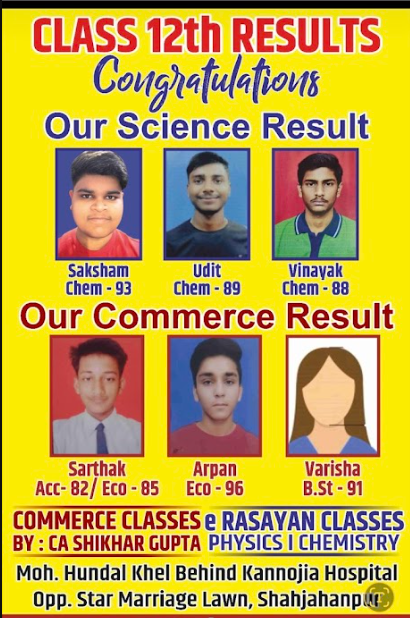 CLASS 12th RESULTS
Congratulations
Our Science Result
Saksham
Chem - 93
Udit
Chem - 89
Vinayak
Chem - 88
Our Commerce Result
Sarthak
Acc- 82/ Eco - 85
Arpan
Eco - 96
Varisha
B.St - 91
COMMERCE CLASSES
BY : CA SHIKHAR GUPTA
e RASAYAN CLASSES
PHYSICS I CHEMISTRY
Moh. Hundal Khel Behind Kannojia Hospital
Opp. Star Marriage Lawn, Shahjahanpur